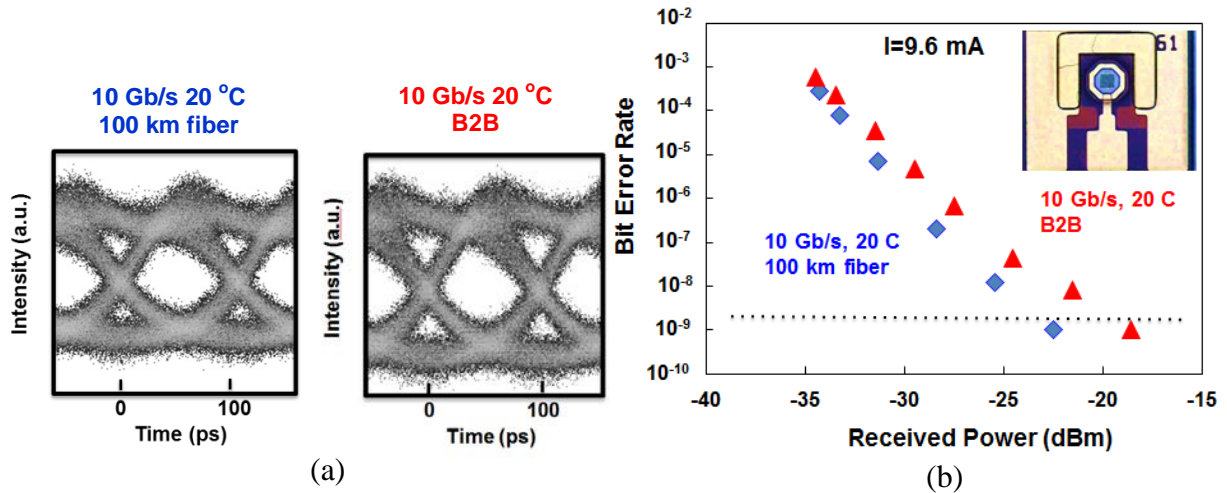 10 Gb/s 20 °C
100 km fiber
10 Gb/s 20 °C
B2B
Intensity (a.u.)
0
100
Time (ps)
Intensity (a.u.)
0
100
Time (ps)
(a)
Bit Error Rate
10-2
10-3
10-4
10-5
10-6
10-7
10-8
10-9
10-10
I=9.6 mA
61
10 Gb/s, 20 C
B2B
10 Gb/s, 20 C
100 km fiber
-40
-35
-30
-25
-20
-15
Received Power (dBm)
(b)